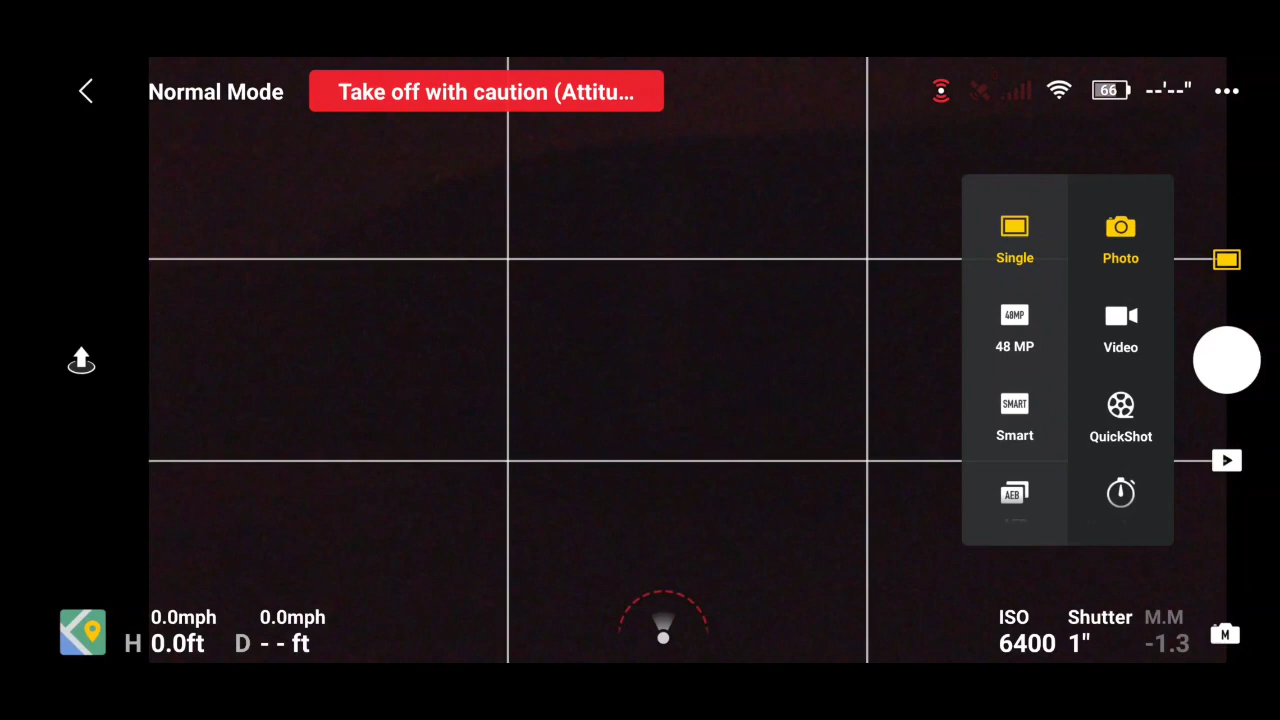 Normal Mode
Take off with caution (Attitu...
66
--'--"
Single
Photo
48MP
48 MP
Video
SMART
Smart
QuickShot
AEB
0.0mph
0.0mph
H 0.0ft
D - - ft
ISO
Shutter
M.M
6400
1"
-1.3
M